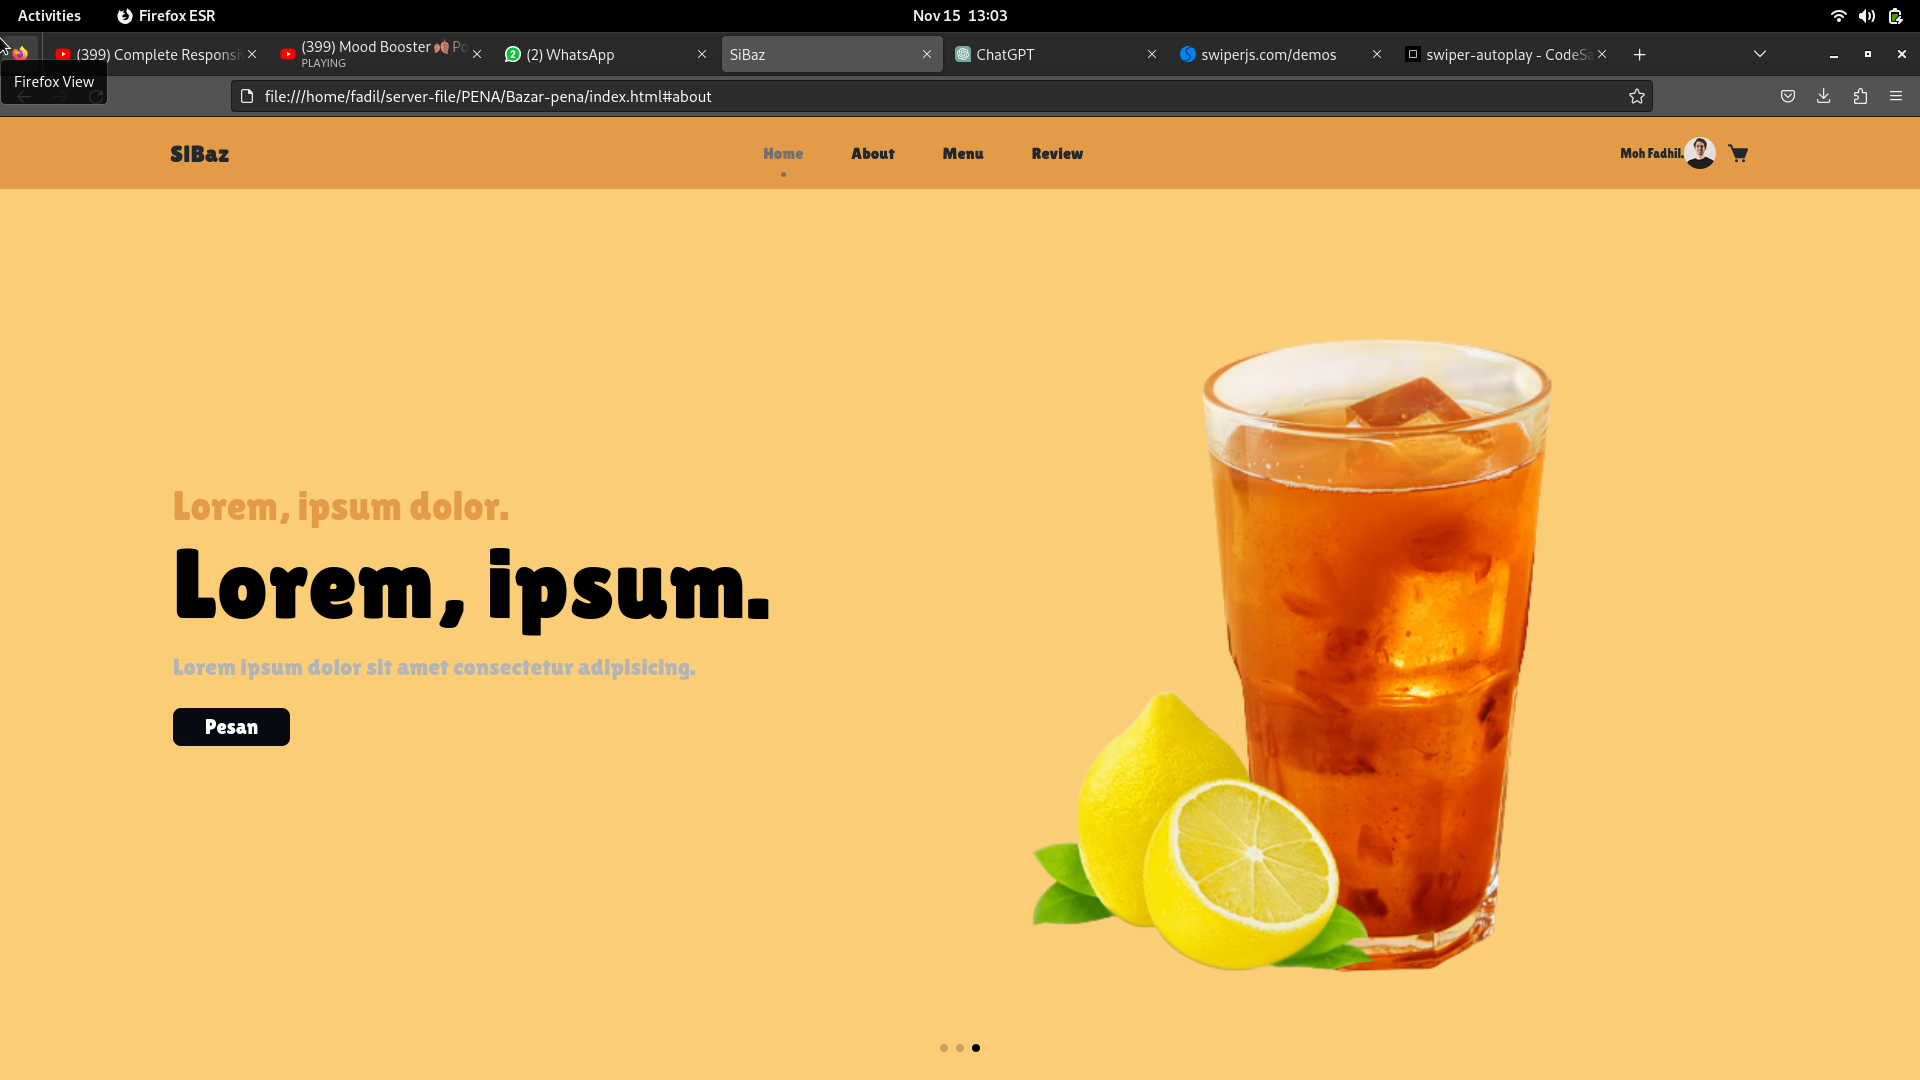 Activities
Firefox ESR
Nov 15 13:03
(399) Complete Responsiv
(399) Mood Booster
PLAYING
(2) WhatsApp
SiBaz
ChatGPT
swiperjs.com/demos
swiper-autoplay - CodeSa
Firefox View
file:///home/fadil/server-file/PENA/Bazar-pena/index.html#about
SIBaz
Home
About
Menu
Review
Moh Fadhil.
Lorem, ipsum dolor.
Lorem, ipsum.
Lorem ipsum dolor sit amet consectetur adipisicing.
Pesan